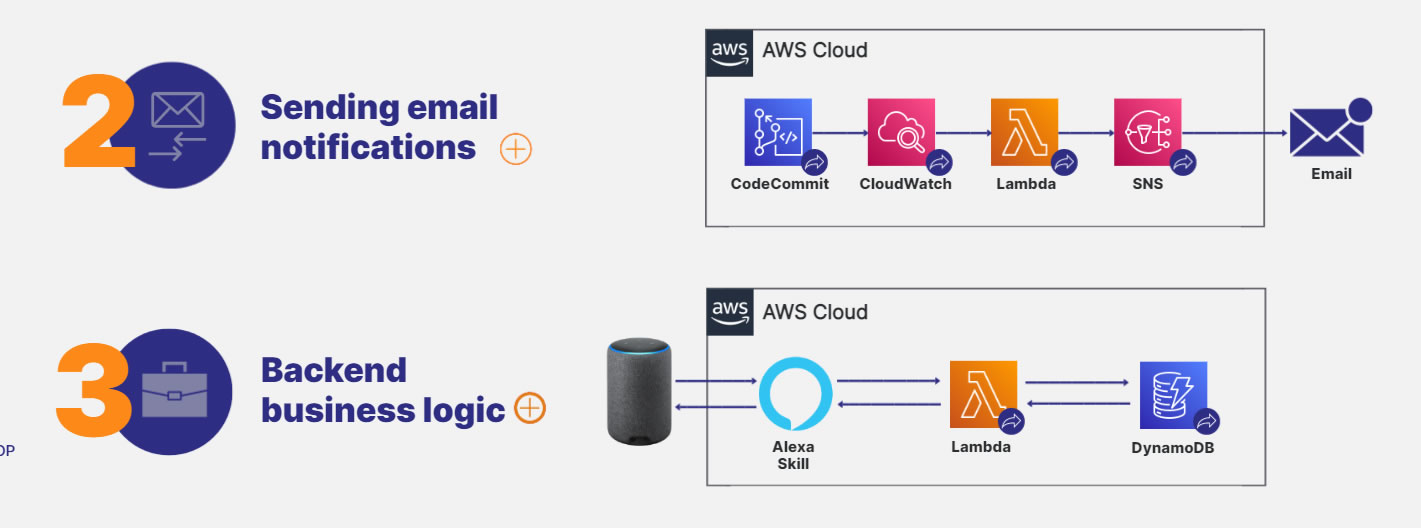 2
Sending email
notifications
aws
AWS Cloud
CodeCommit
CloudWatch
Lambda
SNS
Email
3
Backend
business logic
aws
AWS Cloud
Alexa
Skill
Lambda
DynamoDB
OP